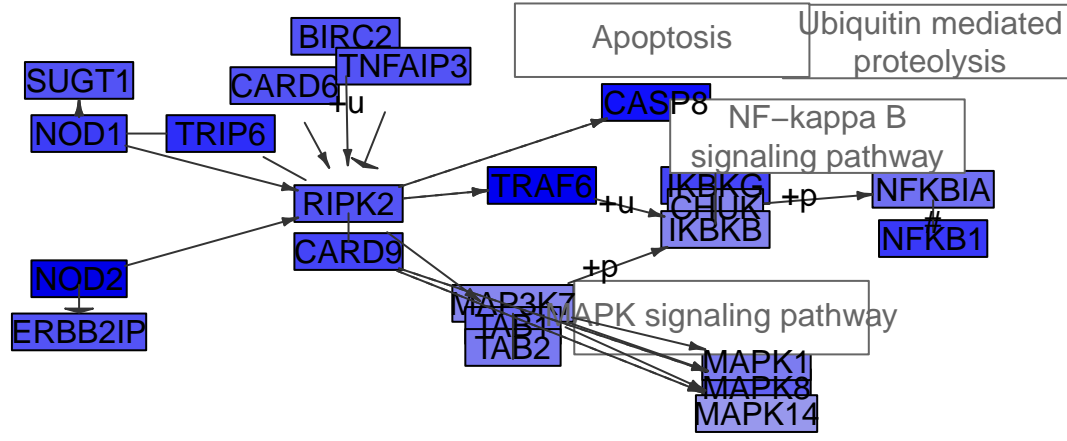 Apoptosis
Ubiquitin mediated
proteolysis
BIRC2
TNFAIP3
CARD6
+u
SUGT1
NOD1
TRIP6
CASP8
NF−kappa B
signaling pathway
RIPK2
TRAF6
+u
IKBKG
CHUK
IKBKB
+p
NFKBIA
#
NFKB1
CARD9
NOD2
ERBB2IP
+p
MAP3K7
TAB1
TAB2
MAPK signaling pathway
MAPK1
MAPK8
MAPK14